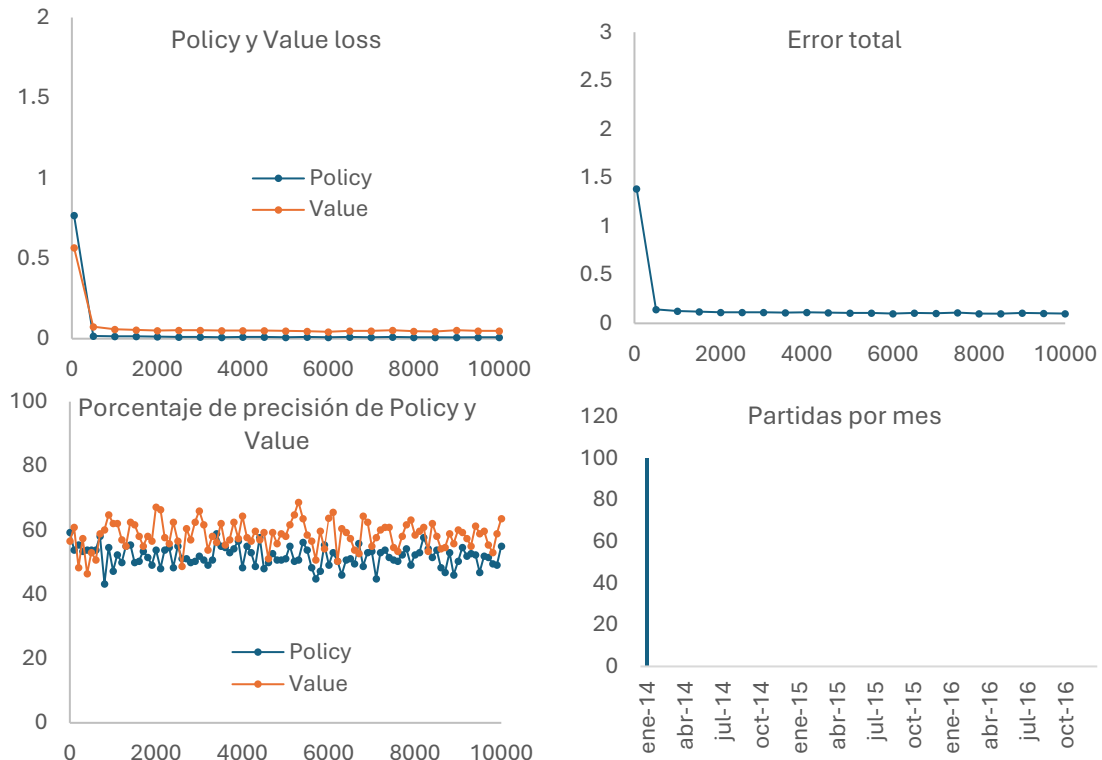 Policy y Value loss
2
1.5
1
0.5
0
Policy
Value
0 2000 4000 6000 8000 10000
Error total
3
2.5
2
1.5
1
0.5
0
0 2000 4000 6000 8000 10000
Porcentaje de precisión de Policy y
Value
100
80
60
40
20
0
Policy
Value
0 2000 4000 6000 8000 10000
Partidas por mes
120
100
80
60
40
20
0
ene-14
abr-14
jul-14
oct-14
ene-15
abr-15
jul-15
oct-15
ene-16
abr-16
jul-16
oct-16